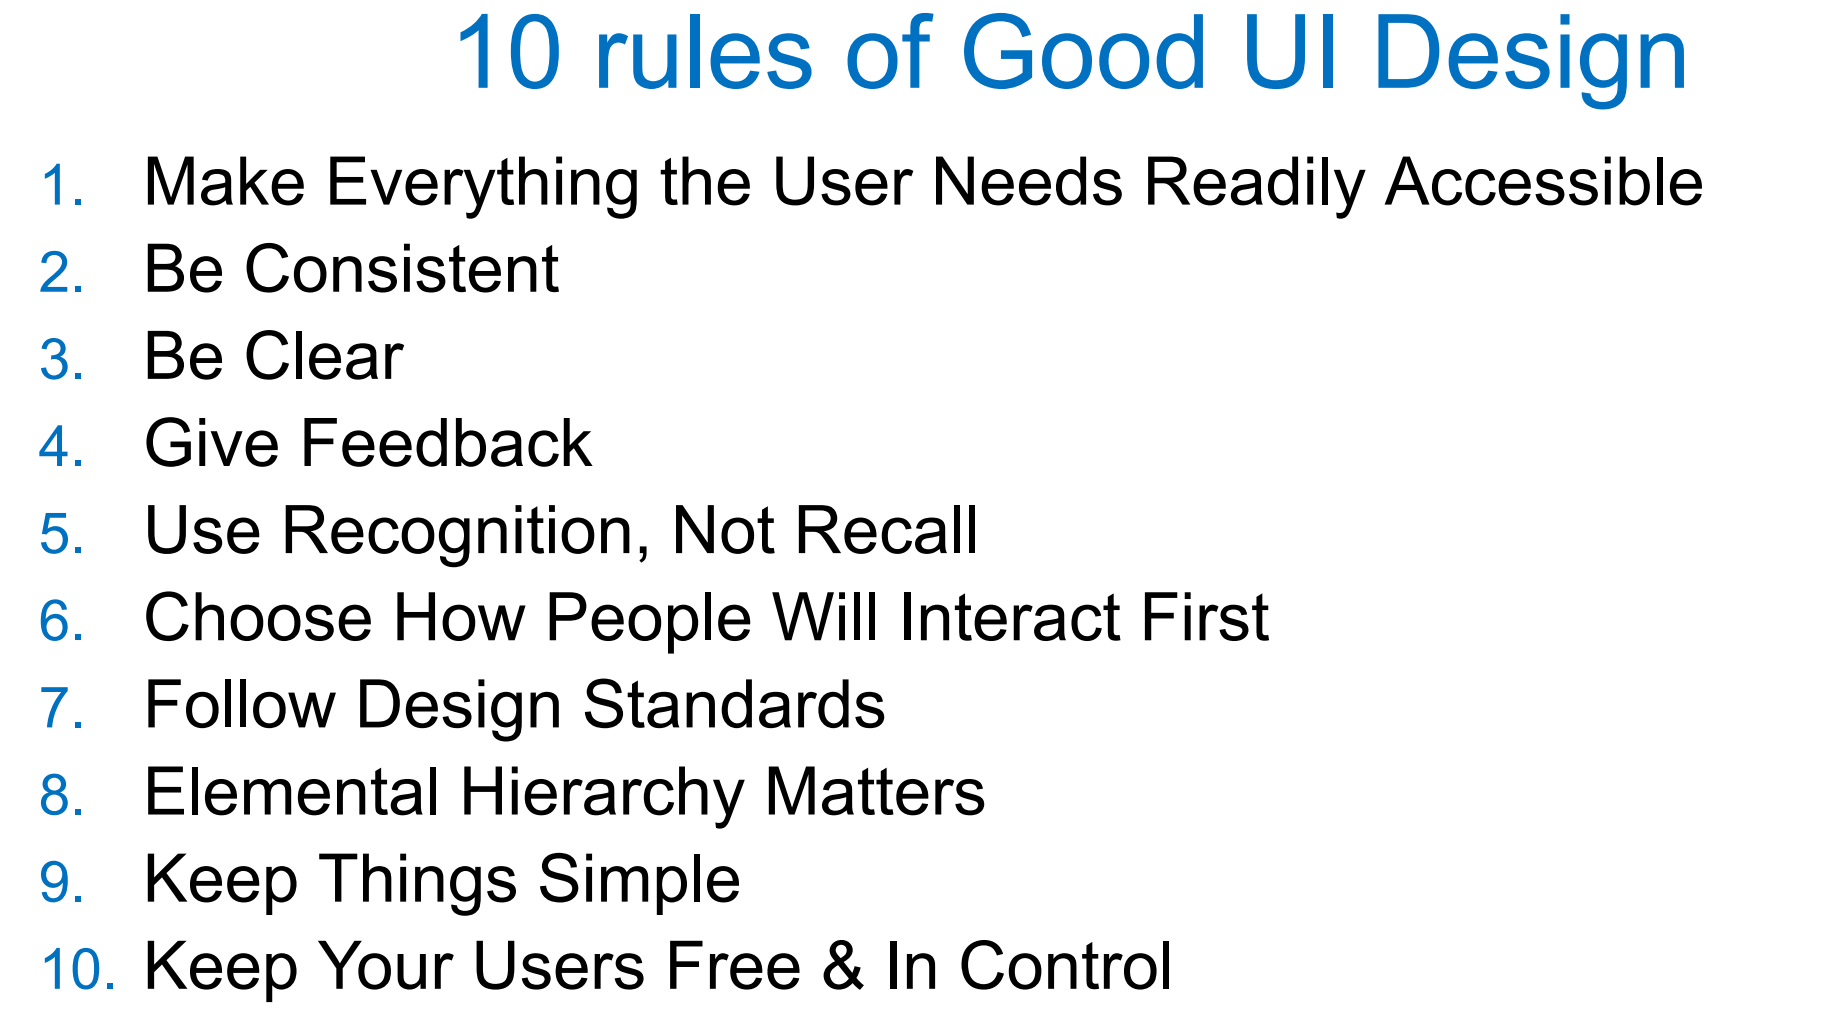 10 rules of Good UI Design
1. Make Everything the User Needs Readily Accessible
2. Be Consistent
3. Be Clear
4. Give Feedback
5. Use Recognition, Not Recall
6. Choose How People Will Interact First
7. Follow Design Standards
8. Elemental Hierarchy Matters
9. Keep Things Simple
10. Keep Your Users Free & In Control